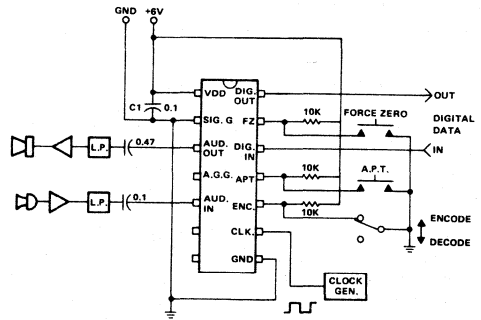 GND +6V
C1 0.1
VDD DIG. OUT
OUT
SIG. G FZ
10K
FORCE ZERO
DIGITAL DATA
L.P. 0.47
AUD. OUT DIG. IN
IN
A.G.G. APT
10K
A.P.T.
L.P. 0.1
AUD. IN ENC.
10K
ENCODE
DECODE
CLK.
GND
CLOCK GEN.